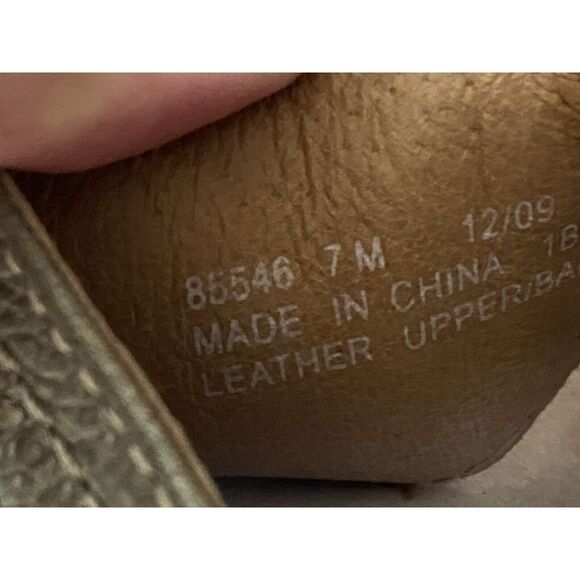 85546 7 M 12/09
MADE IN CHINA 1B
LEATHER UPPER/BA